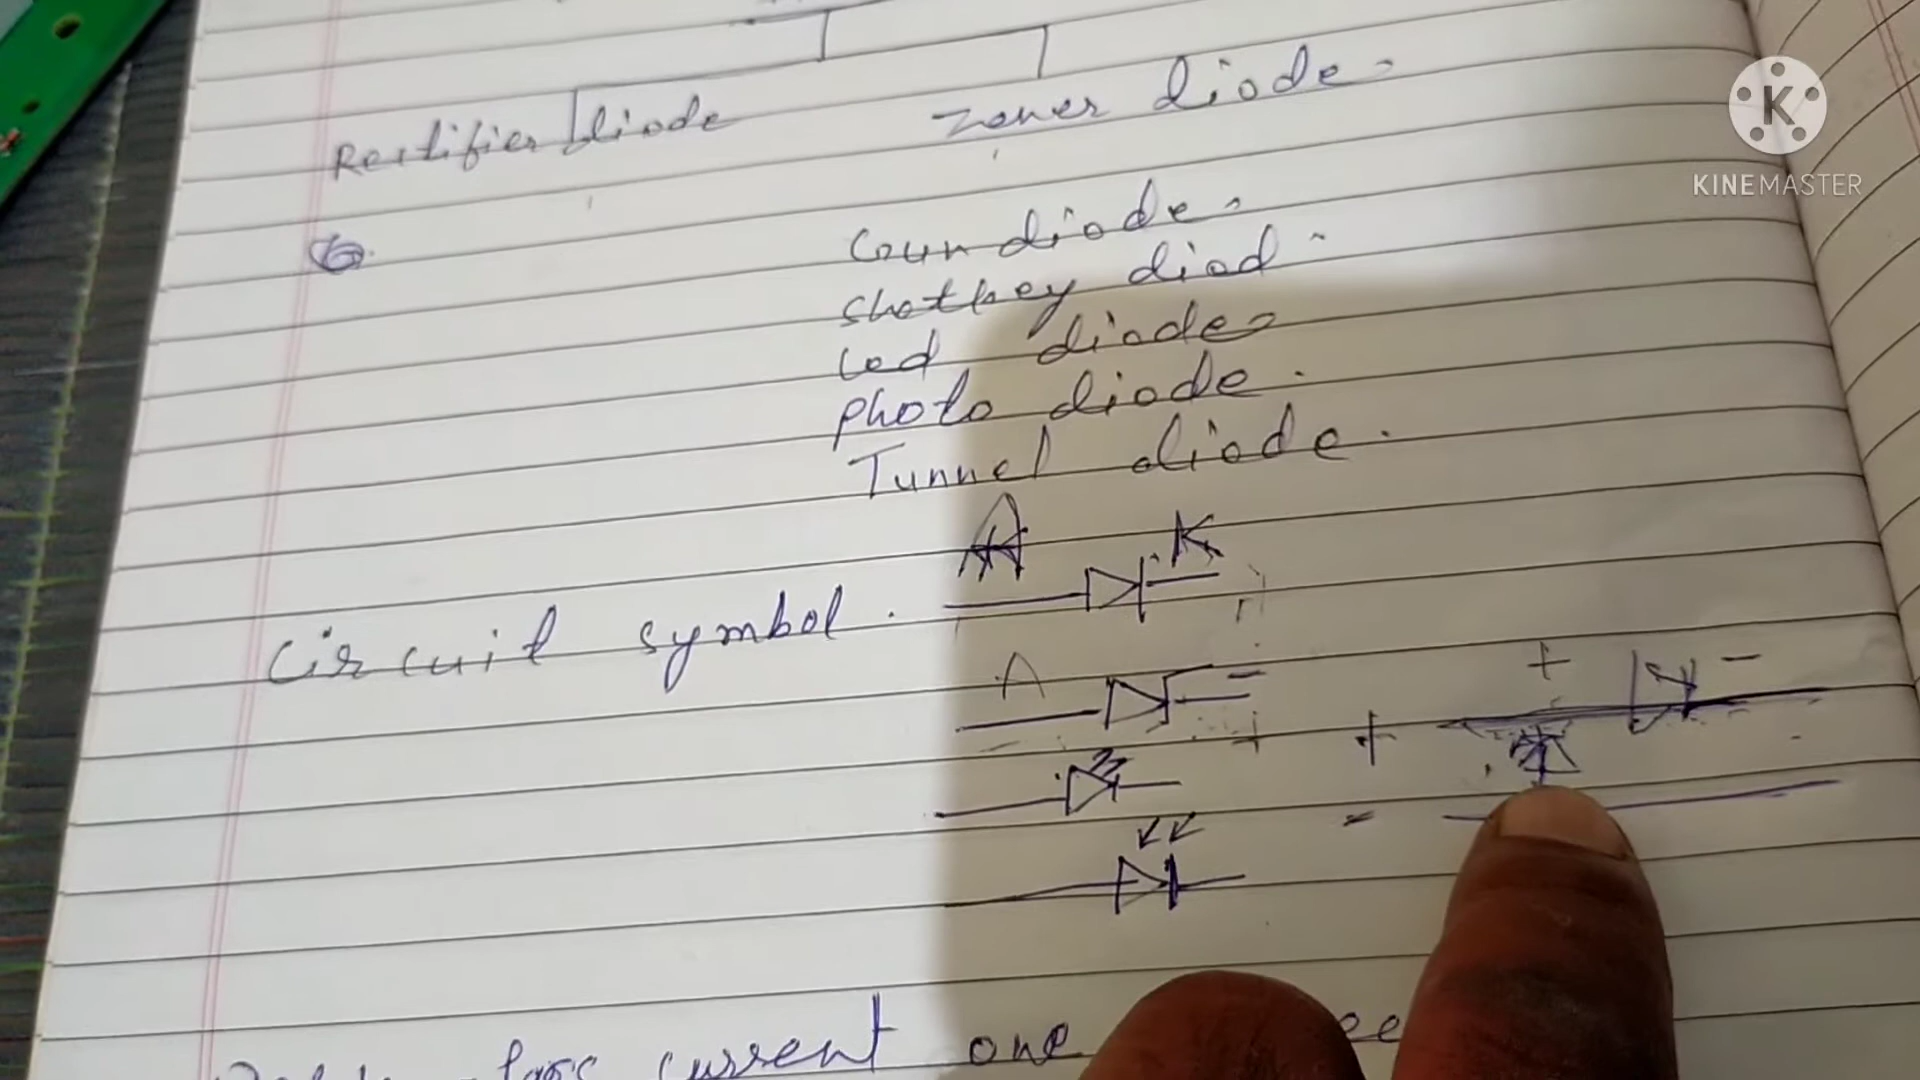 Rectifier diode zener diode.
KINEMASTER
Gun diode.
Shotkey diod.
Led diode
photo diode.
Tunnel diode.
A K
Circuit symbol.
A -
+ -
+ +
-
current one